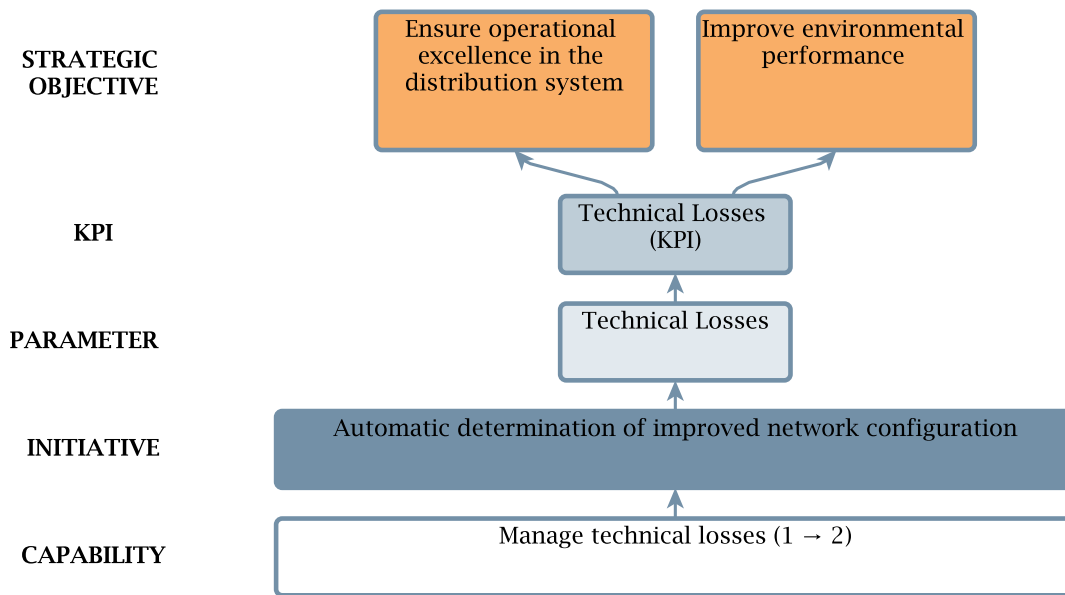 STRATEGIC
OBJECTIVE
Ensure operational
excellence in the
distribution system
Improve environmental
performance
KPI
Technical Losses
(KPI)
PARAMETER
Technical Losses
INITIATIVE
Automatic determination of improved network configuration
CAPABILITY
Manage technical losses (1 → 2)